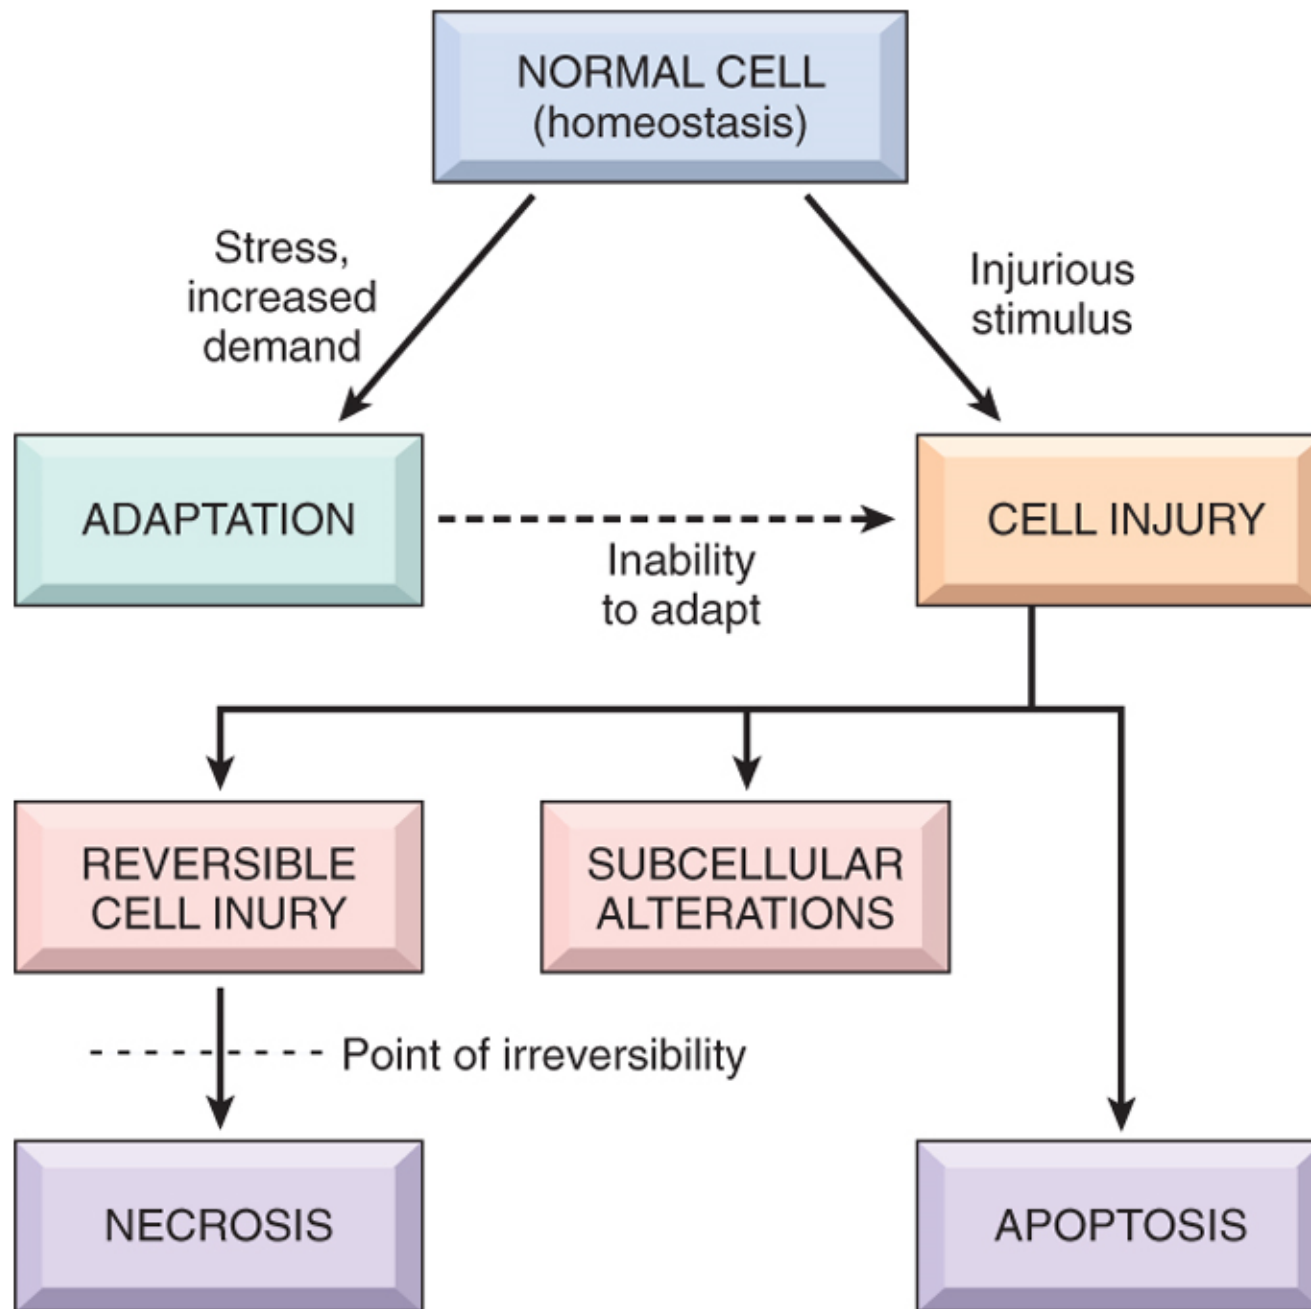 NORMAL CELL
(homeostasis)
Stress,
increased
demand
Injurious
stimulus
ADAPTATION
Inability
to adapt
CELL INJURY
REVERSIBLE
CELL INURY
SUBCELLULAR
ALTERATIONS
Point of irreversibility
NECROSIS
APOPTOSIS